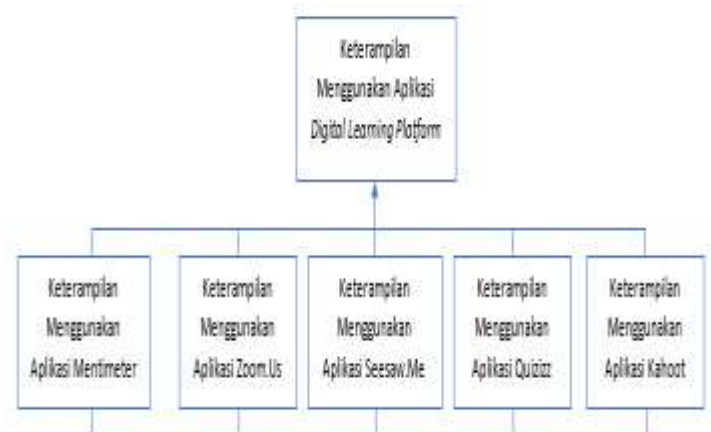 Keterampilan
Menggunakan Aplikasi
Digital Learning Platform
Keterampilan
Menggunakan
Aplikasi Mentimeter
Keterampilan
Menggunakan
Aplikasi Zoom.Us
Keterampilan
Menggunakan
Aplikasi Seesaw.Me
Keterampilan
Menggunakan
Aplikasi Quizizz
Keterampilan
Menggunakan
Aplikasi Kahoot